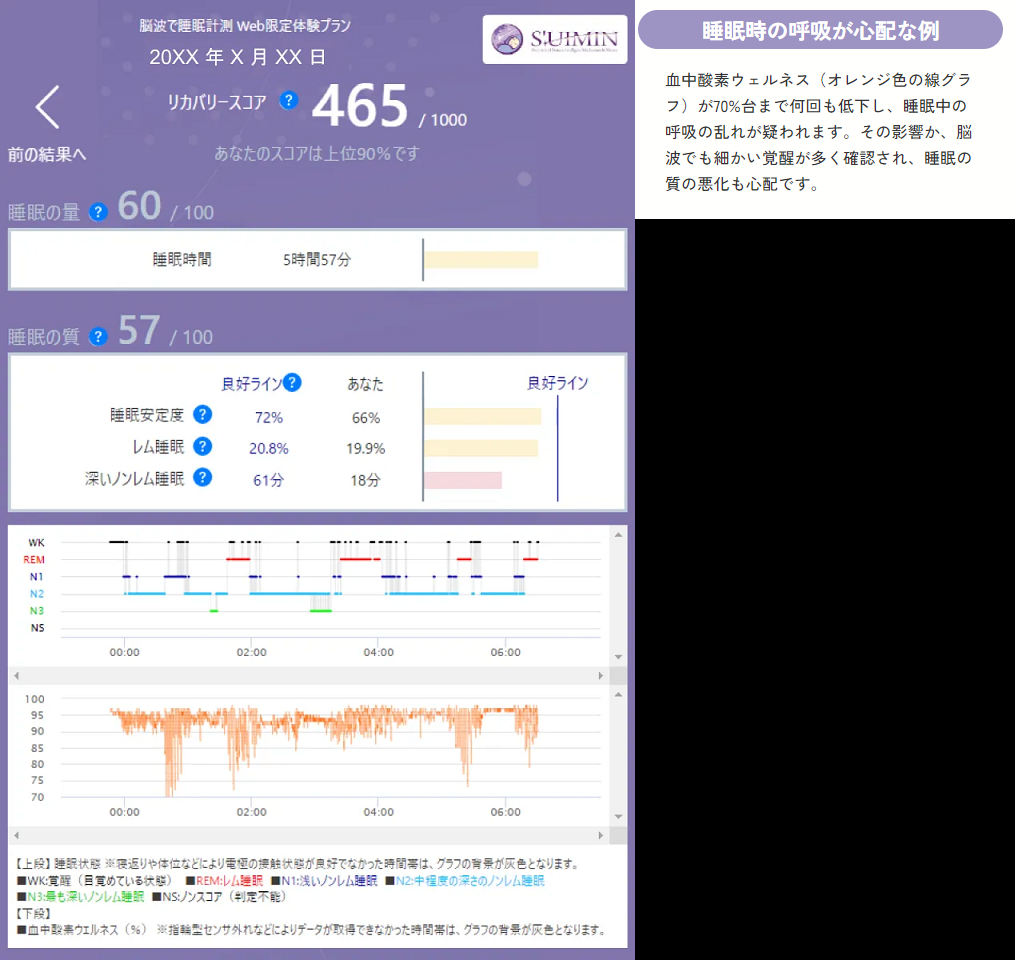 脳波で睡眠計測 Web限定体験プラン
20XX 年 X 月 XX 日
S'UIMIN
リカバリースコア ? 465 / 1000
前の結果へ
あなたのスコアは上位90％です
睡眠の量 ? 60 / 100
睡眠時間 5時間57分
睡眠の質 ? 57 / 100
良好ライン? あなた 良好ライン
睡眠安定度 ? 72% 66%
レム睡眠 ? 20.8% 19.9%
深いノンレム睡眠 ? 61分 18分
WK
REM
N1
N2
N3
NS
00:00 02:00 04:00 06:00
100
95
90
85
80
75
70
00:00 02:00 04:00 06:00
【上段】睡眠状態 ※寝返りや体位などにより電極の接触状態が良好でなかった時間帯は、グラフの背景が灰色となります。
■WK:覚醒（目覚めている状態） ■REM:レム睡眠 ■N1:浅いノンレム睡眠 ■N2:中程度の深さのノンレム睡眠
■N3:最も深いノンレム睡眠 ■NS:ノンスコア（判定不能）
【下段】
■血中酸素ウェルネス（％） ※指輪型センサ外れなどによりデータが取得できなかった時間帯は、グラフの背景が灰色となります。
睡眠時の呼吸が心配な例
血中酸素ウェルネス（オレンジ色の線グラ
フ）が70%台まで何回も低下し、睡眠中の
呼吸の乱れが疑われます。その影響か、脳
波でも細かい覚醒が多く確認され、睡眠の
質の悪化も心配です。